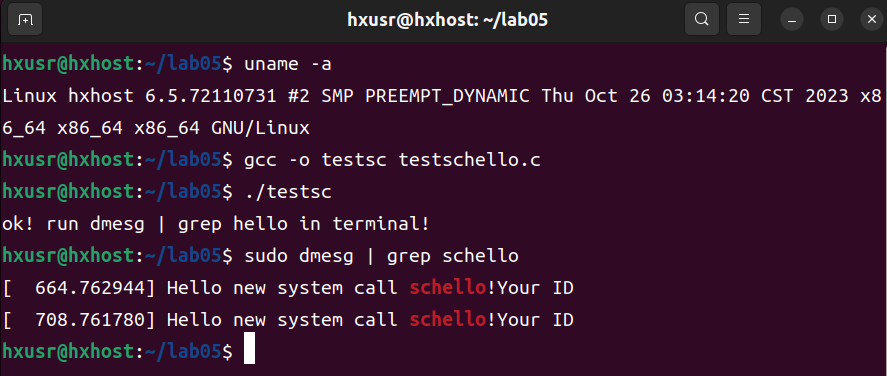 hxusr@hxhost: ~/lab05
hxusr@hxhost:~/lab05$ uname -a
Linux hxhost 6.5.72110731 #2 SMP PREEMPT_DYNAMIC Thu Oct 26 03:14:20 CST 2023 x8
6_64 x86_64 x86_64 GNU/Linux
hxusr@hxhost:~/lab05$ gcc -o testsc testschello.c
hxusr@hxhost:~/lab05$ ./testsc
ok! run dmesg | grep hello in terminal!
hxusr@hxhost:~/lab05$ sudo dmesg | grep schello
[  664.762944] Hello new system call schello!Your ID
[  708.761780] Hello new system call schello!Your ID
hxusr@hxhost:~/lab05$